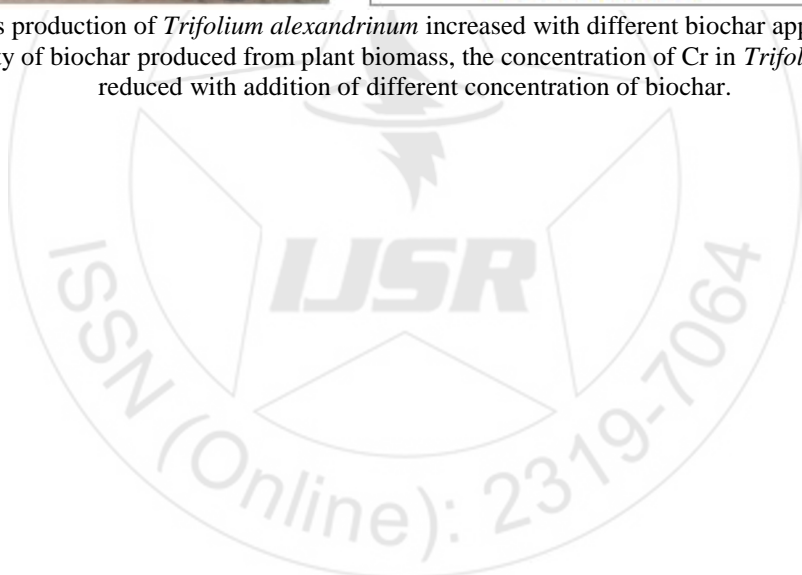 s production of Trifolium alexandrinum increased with different biochar app
ty of biochar produced from plant biomass, the concentration of Cr in Trifol
reduced with addition of different concentration of biochar.
IJSR
ISSN (Online): 2319-7064